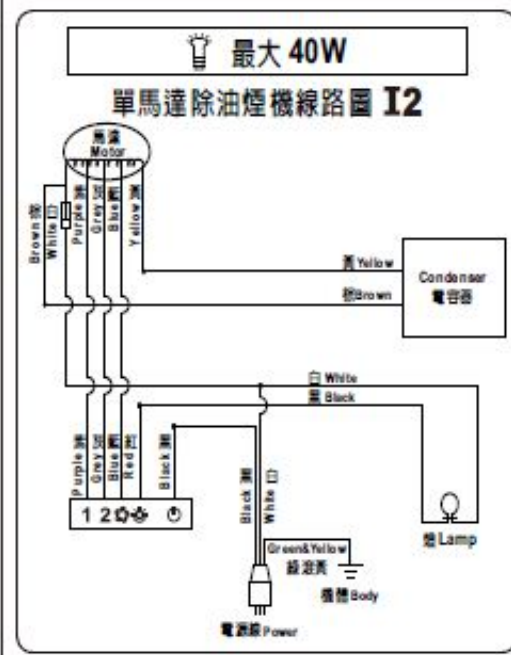 最大 40W
單馬達除油煙機線路圖 I2
馬達
Motor
Brown 棕
White 白
Purple 紫
Grey 灰
Blue 藍
Yellow 黃
黃 Yellow
棕 Brown
Condenser
電容器
白 White
黑 Black
Purple 紫
Grey 灰
Blue 藍
Red 紅
Black 黑
1 2
Black 黑
White 白
Green&Yellow
機體 Body
燈 Lamp
電源線 Power